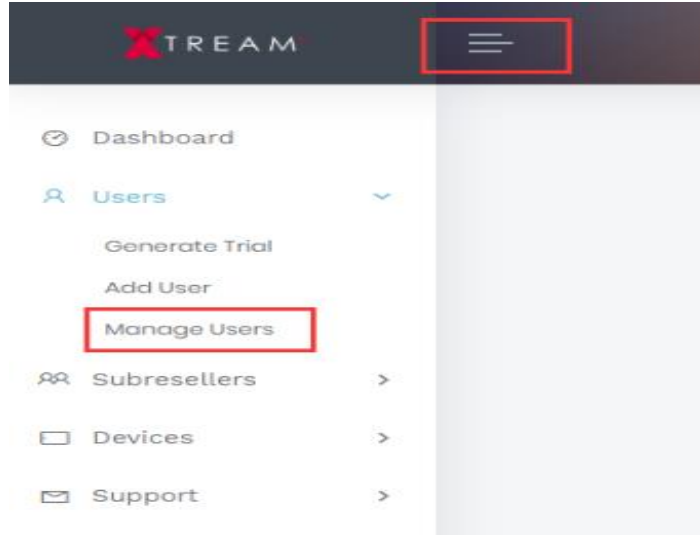 XTREAM
Dashboard
Users
Generate Trial
Add User
Manage Users
Subresellers
Devices
Support